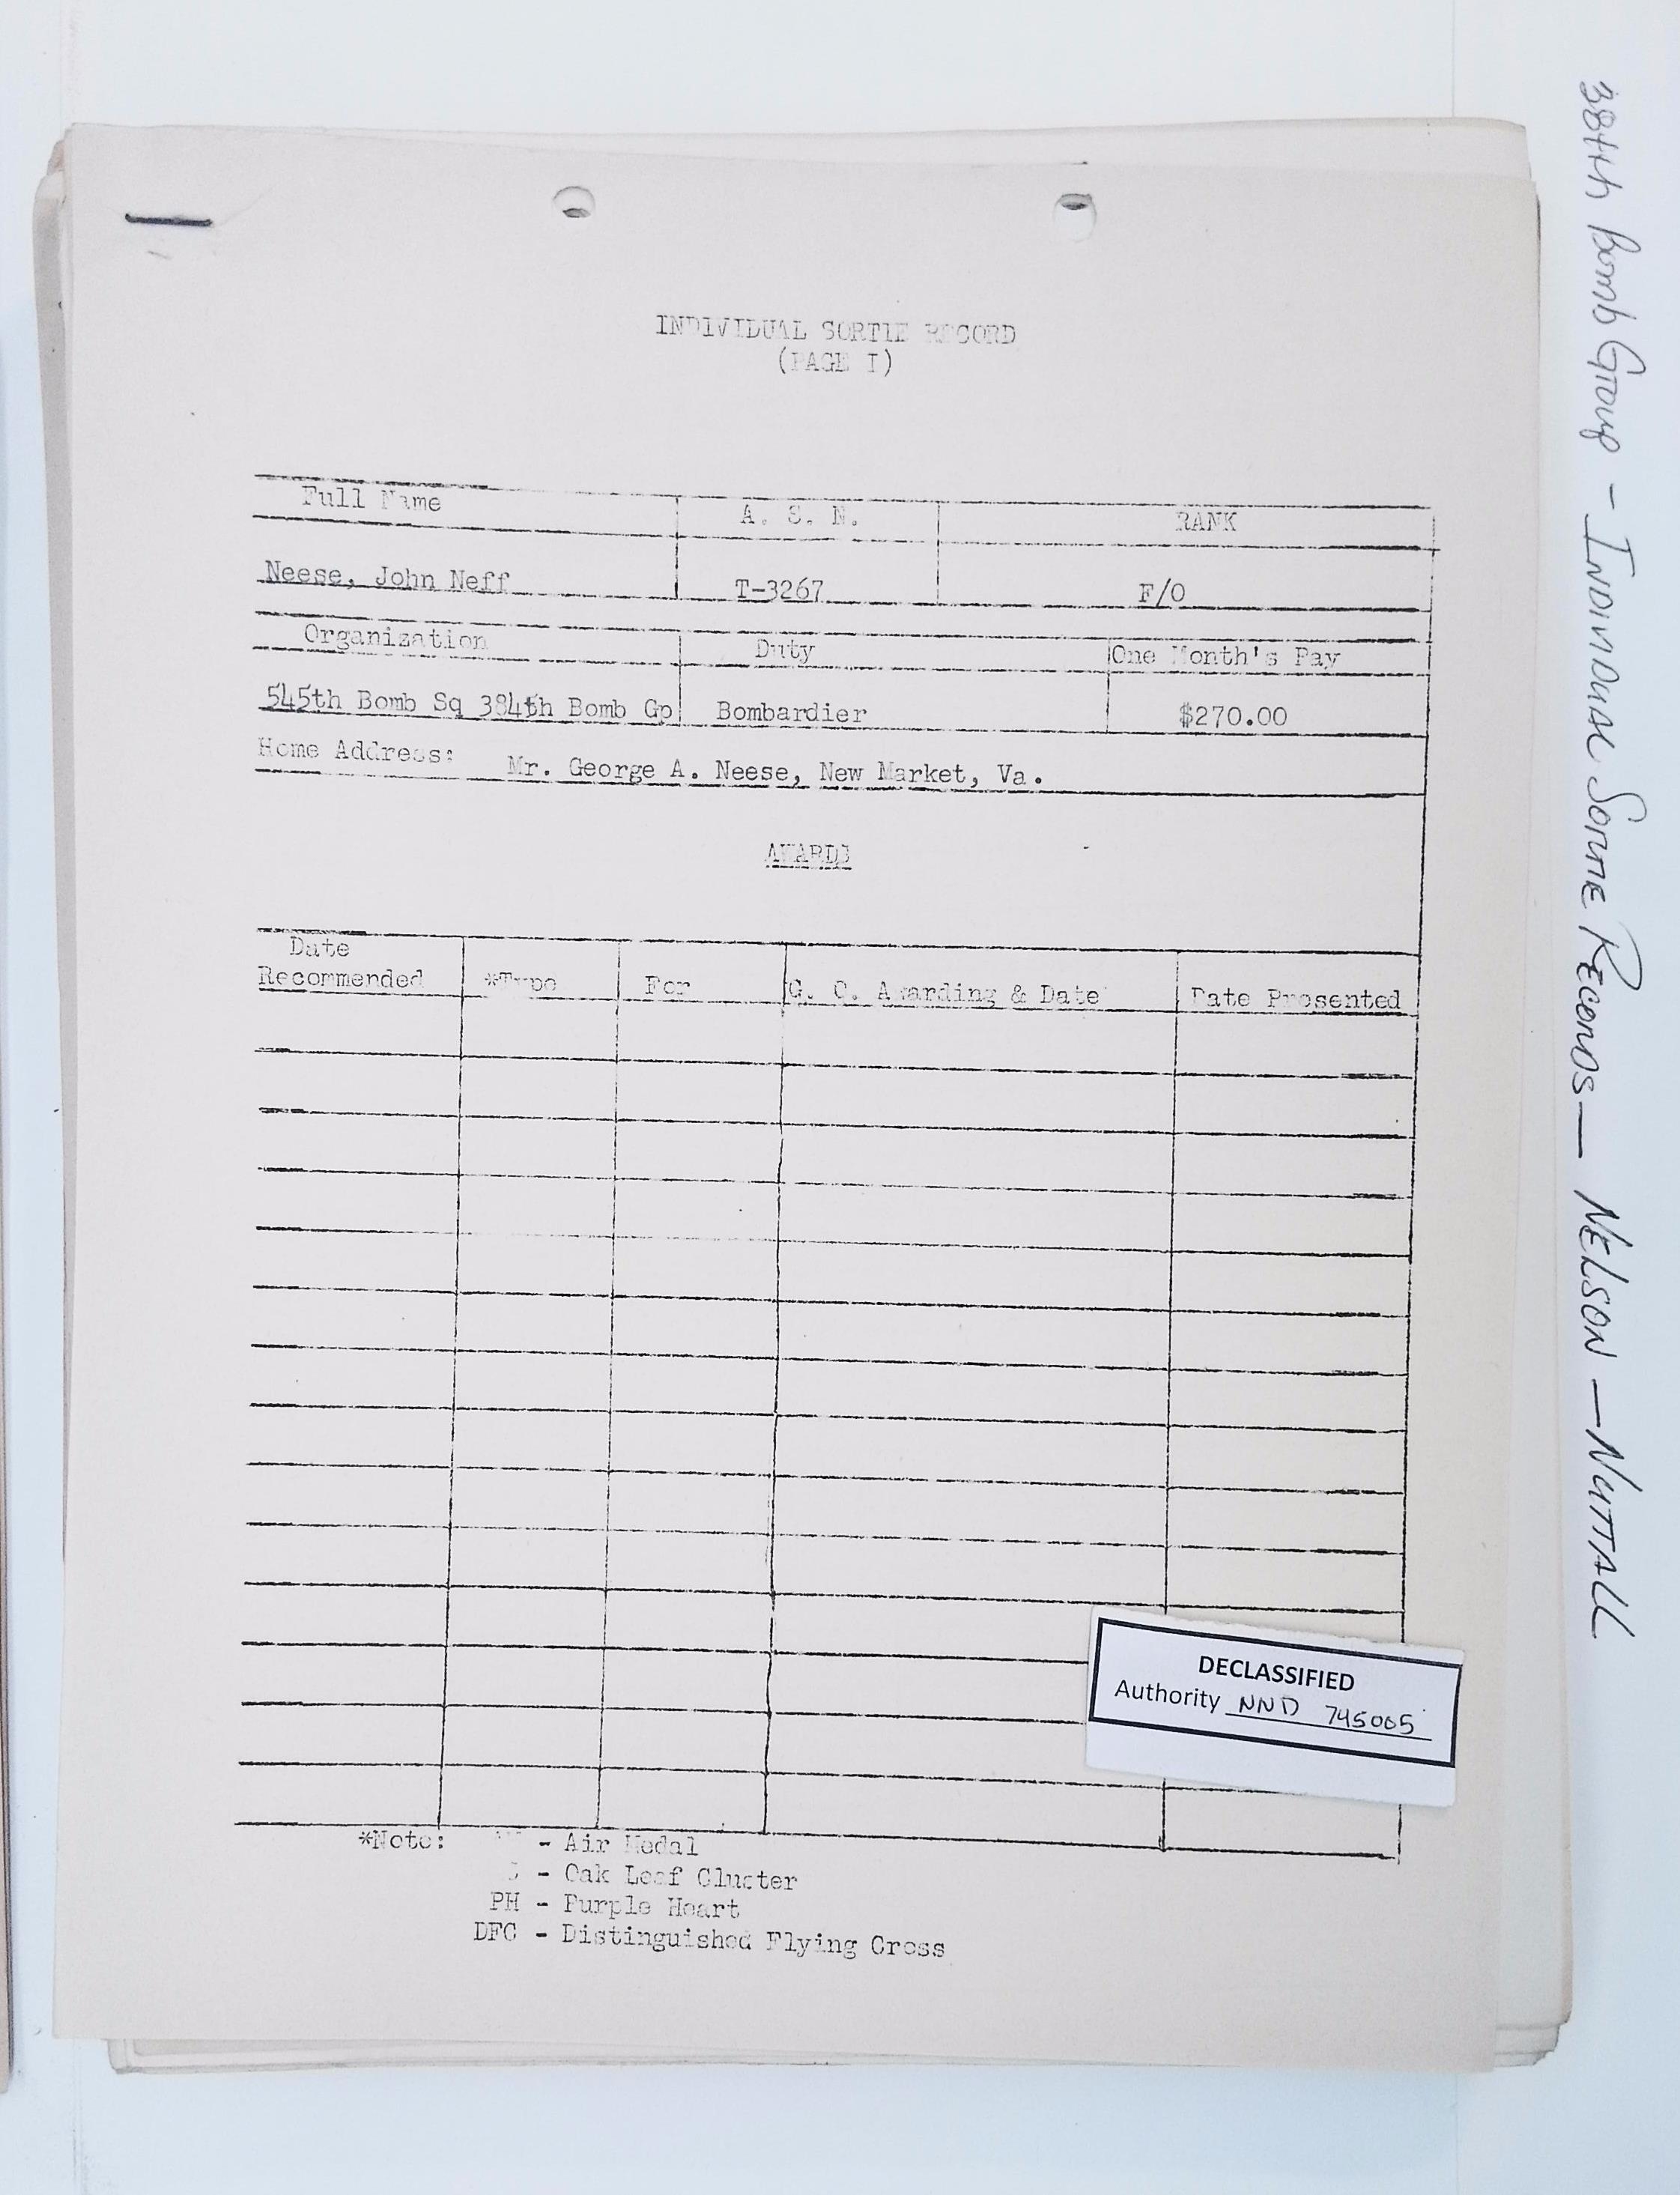 INDIVIDUAL SORTIE RECORD
(PAGE I)
Full Name A. S. N. RANK
Neese, John Neff T-3267 F/O
Organization Duty One Month's Pay
545th Bomb Sq 384th Bomb Gp Bombardier $270.00
Home Address: Mr. George A. Neese, New Market, Va.
AWARDS
Date
Recommended *Type For G. O. Awarding & Date Date Presented
*Note: - Air Medal
- Oak Leaf Cluster
PH - Purple Heart
DFC - Distinguished Flying Cross
DECLASSIFIED
Authority NND 745005
384th Bomb Group - INDIVIDUAL SORTIE RECORDS - NELSON - NUTTALL